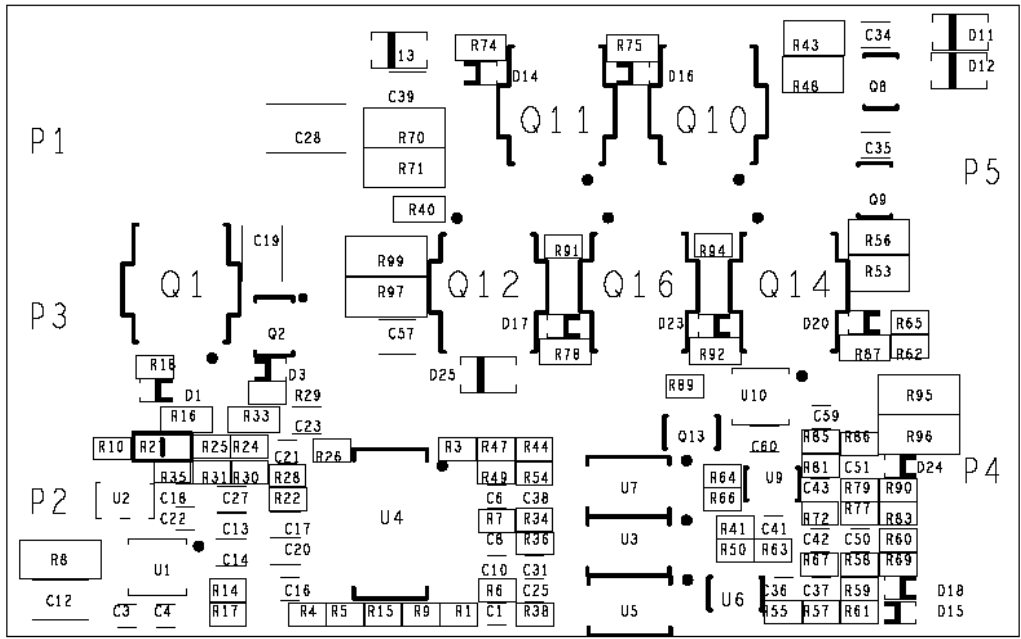 R74 R75 R43 C34 D11
13 D14 D16 D12
C39 R48 Q8
P1 C28 R70 Q11 Q10 C35
R71 P5
R40 Q9
C19 R99 R91 R94 R56
Q1 R97 Q12 Q16 Q14 R53
P3 Q2 C57 D17 D23 D20 R65
R18 R78 R92 R87 R62
D1 D3 D25 R89 U10 R95
R29
R16 R33 C23 C59
R10 R21 R25 R24 C21 R26 R3 R47 R44 Q13 C60 R85 R86 R96
R35 R31 R30 R28 R49 R54 R64 U9 R81 C51 D24 P4
P2 U2 C18 C27 R22 C6 C38 U7 R66 C43 R79 R90
C22 U4 R7 R34 R72 R77 R83
C13 C17 C8 R36 U3 R41 C41 C42 C50 R60
R8 U1 C14 C20 R50 R63 R67 R58 R69
C10 C31
R14 C16 R6 C25 U6 C36 C37 R59 D18
C12 C3 C4 R17 R4 R5 R15 R9 R1 C1 R38 U5 R55 R57 R61 D15